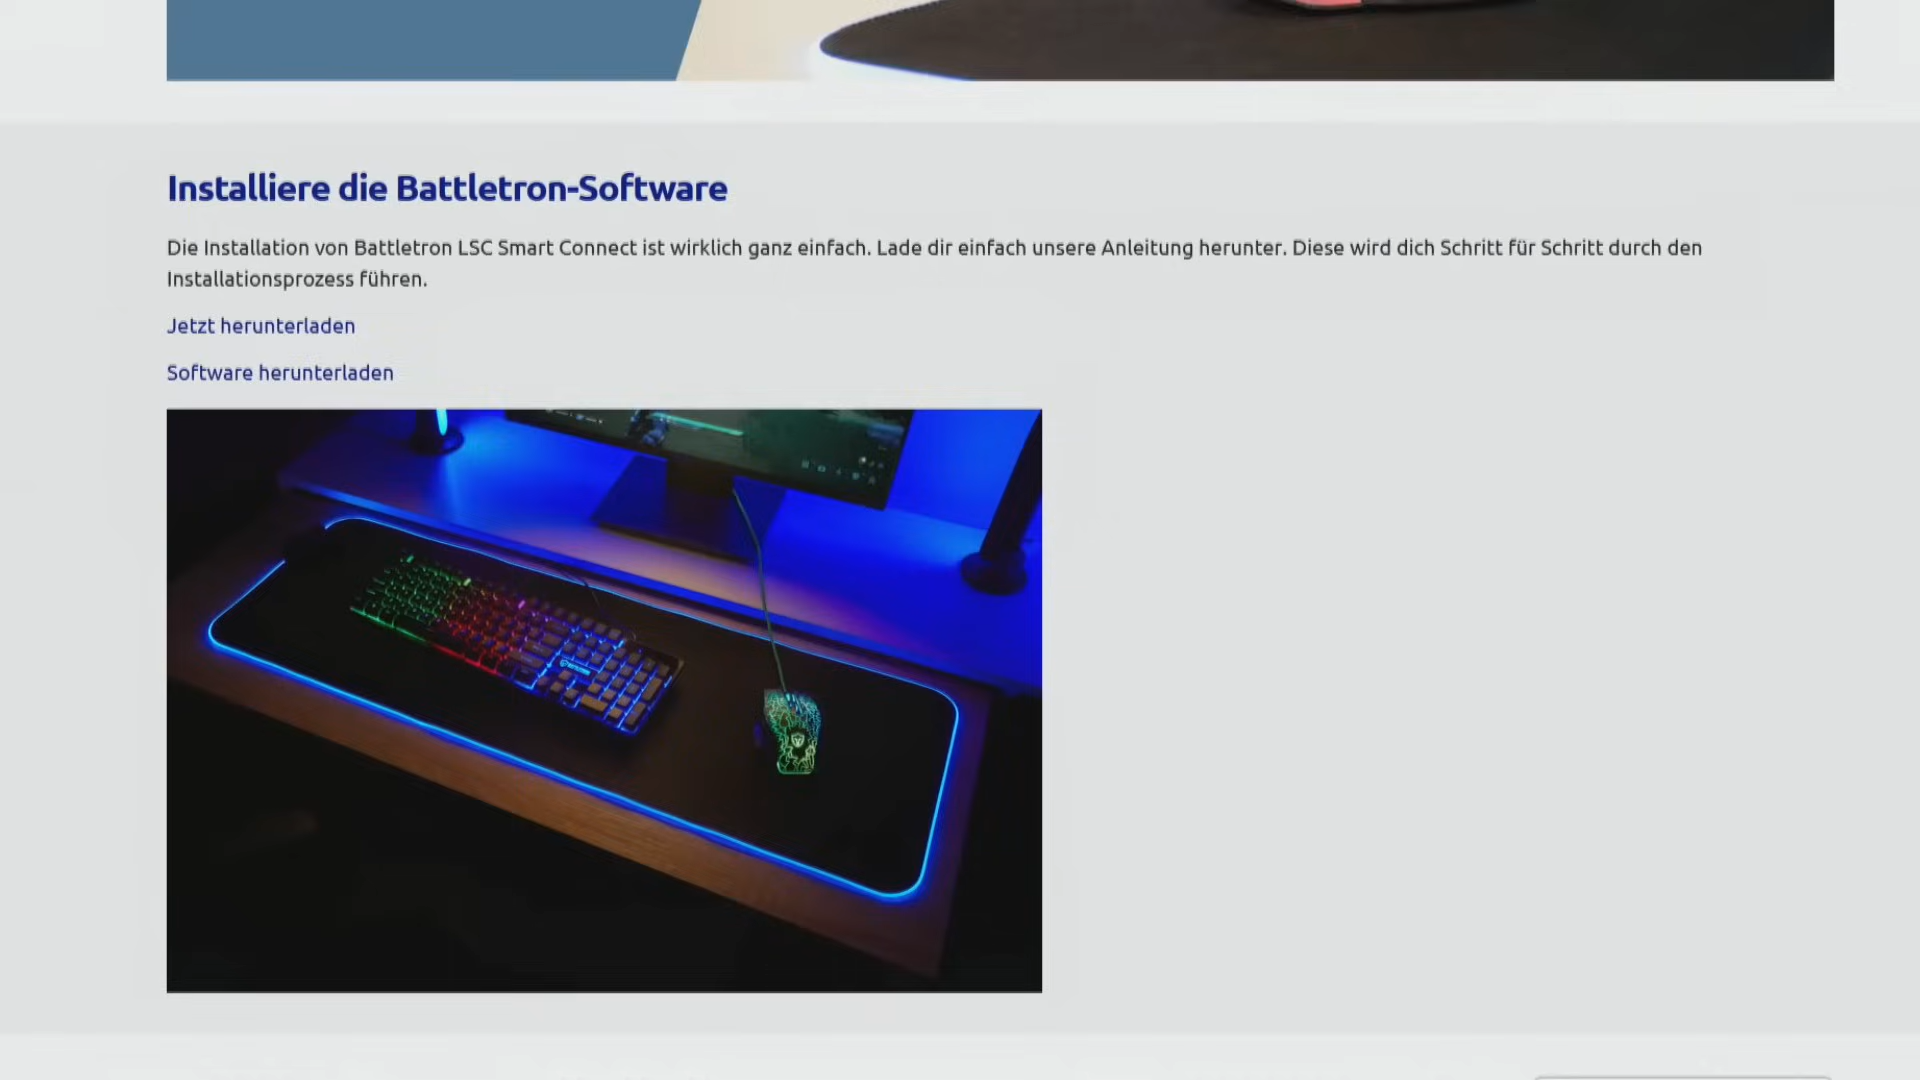 Installiere die Battletron-Software
Die Installation von Battletron LSC Smart Connect ist wirklich ganz einfach. Lade dir einfach unsere Anleitung herunter. Diese wird dich Schritt für Schritt durch den
Installationsprozess führen.
Jetzt herunterladen
Software herunterladen